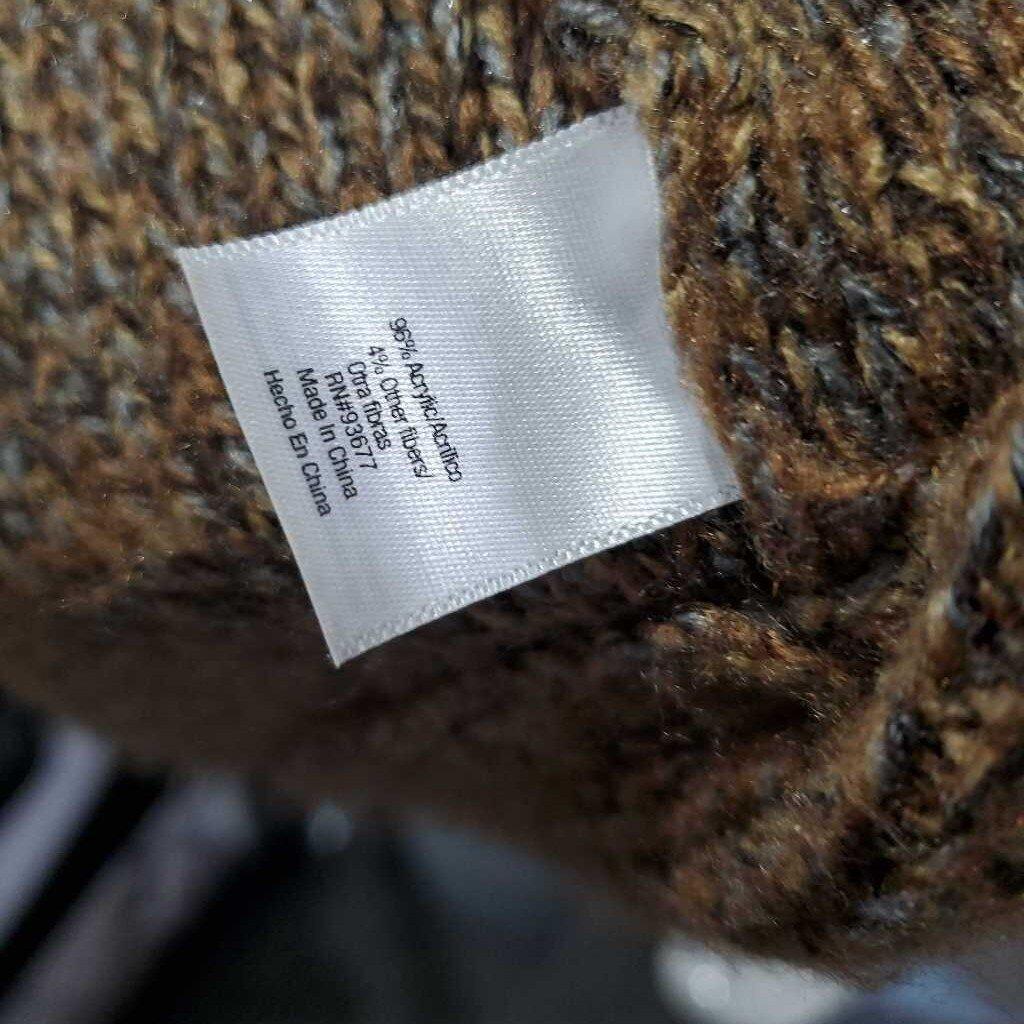 96% Acrylic/Acrilico
4% Other fibers/
Otra fibras
RN#93677
Made In China
Hecho En China